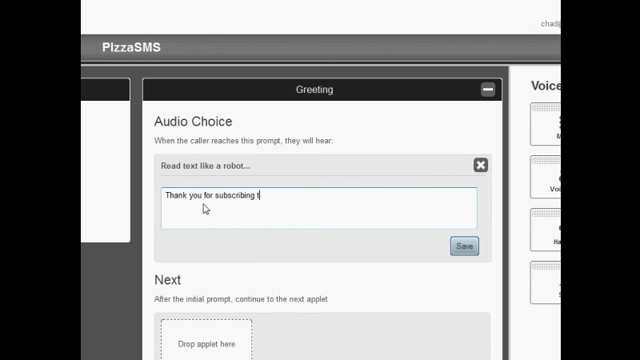 chad@
PIzzaSMS
Greeting
Voice
Audio Choice
When the caller reaches this prompt, they will hear:
Read text like a robot...
Thank you for subscribing t
Save
Next
After the initial prompt, continue to the next applet
Drop applet here